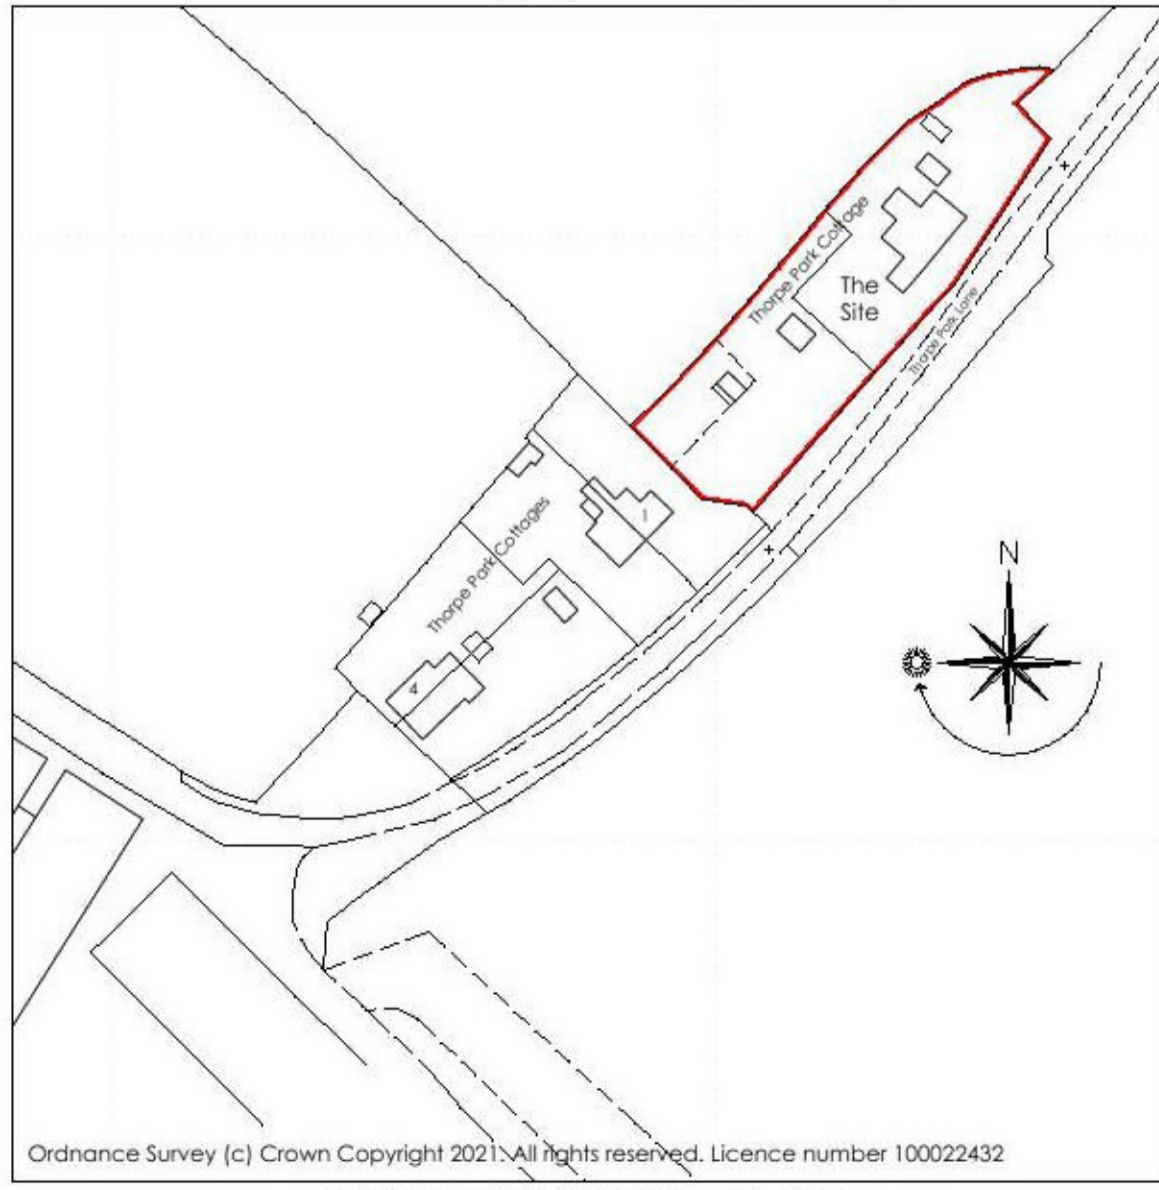 Thorpe Park Cottage
The
Site
Thorpe Park Lane
Thorpe Park Cottages
1
4
N
Ordnance Survey (c) Crown Copyright 2021. All rights reserved. Licence number 100022432